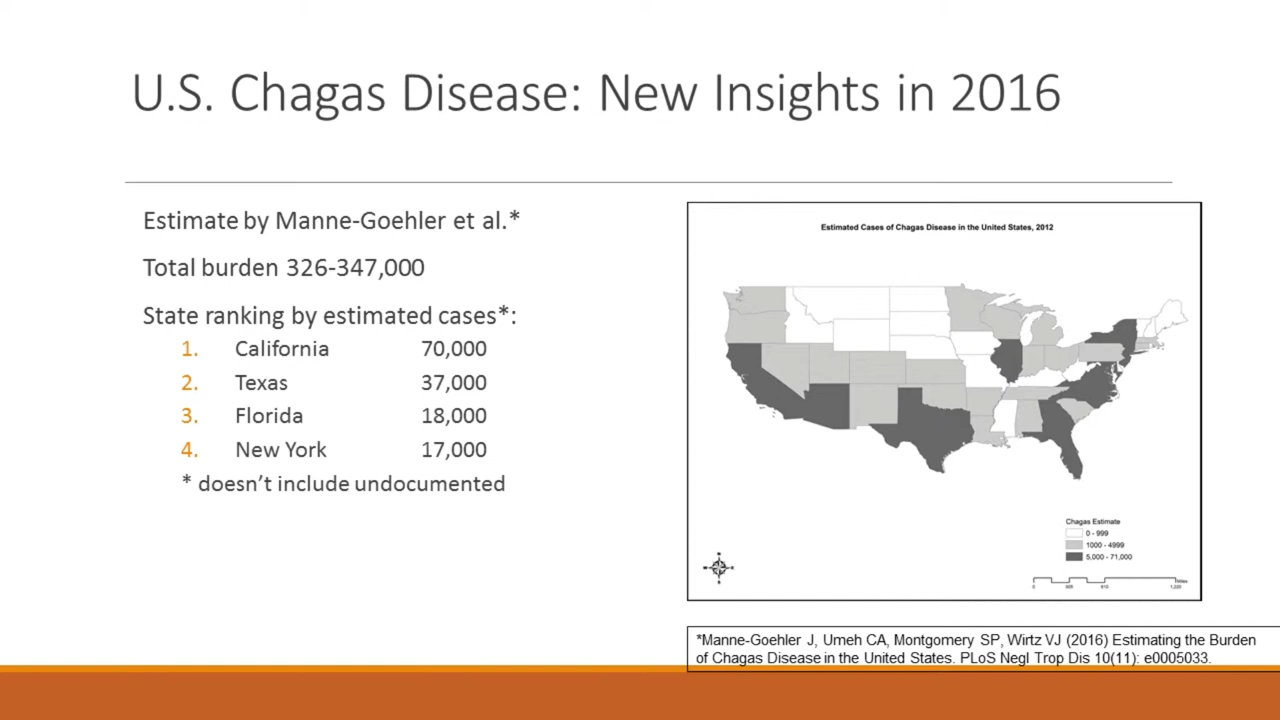 U.S. Chagas Disease: New Insights in 2016
Estimate by Manne-Goehler et al.*
Total burden 326-347,000
State ranking by estimated cases*:
1. California 70,000
2. Texas 37,000
3. Florida 18,000
4. New York 17,000
* doesn't include undocumented
Estimated Cases of Chagas Disease in the United States, 2012
Chagas Estimate
0 - 999
1000 - 4999
5,000 - 71,000
Miles
*Manne-Goehler J, Umeh CA, Montgomery SP, Wirtz VJ (2016) Estimating the Burden
of Chagas Disease in the United States. PLoS Negl Trop Dis 10(11): e0005033.